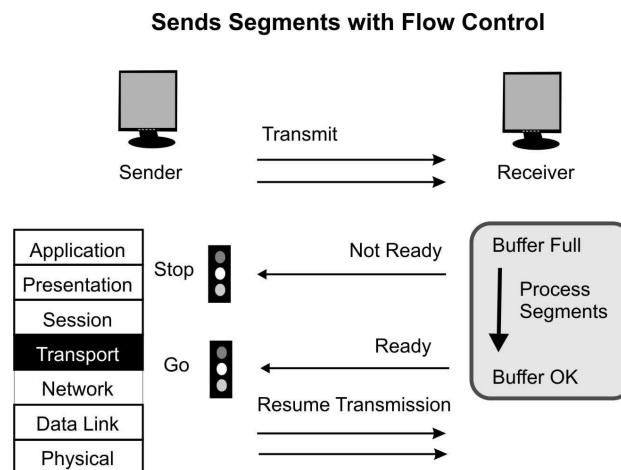 Sends Segments with Flow Control
Transmit
Sender
Receiver
Application
Presentation
Session
Transport
Network
Data Link
Physical
Stop
Go
Not Ready
Ready
Resume Transmission
Buffer Full
Process
Segments
Buffer OK